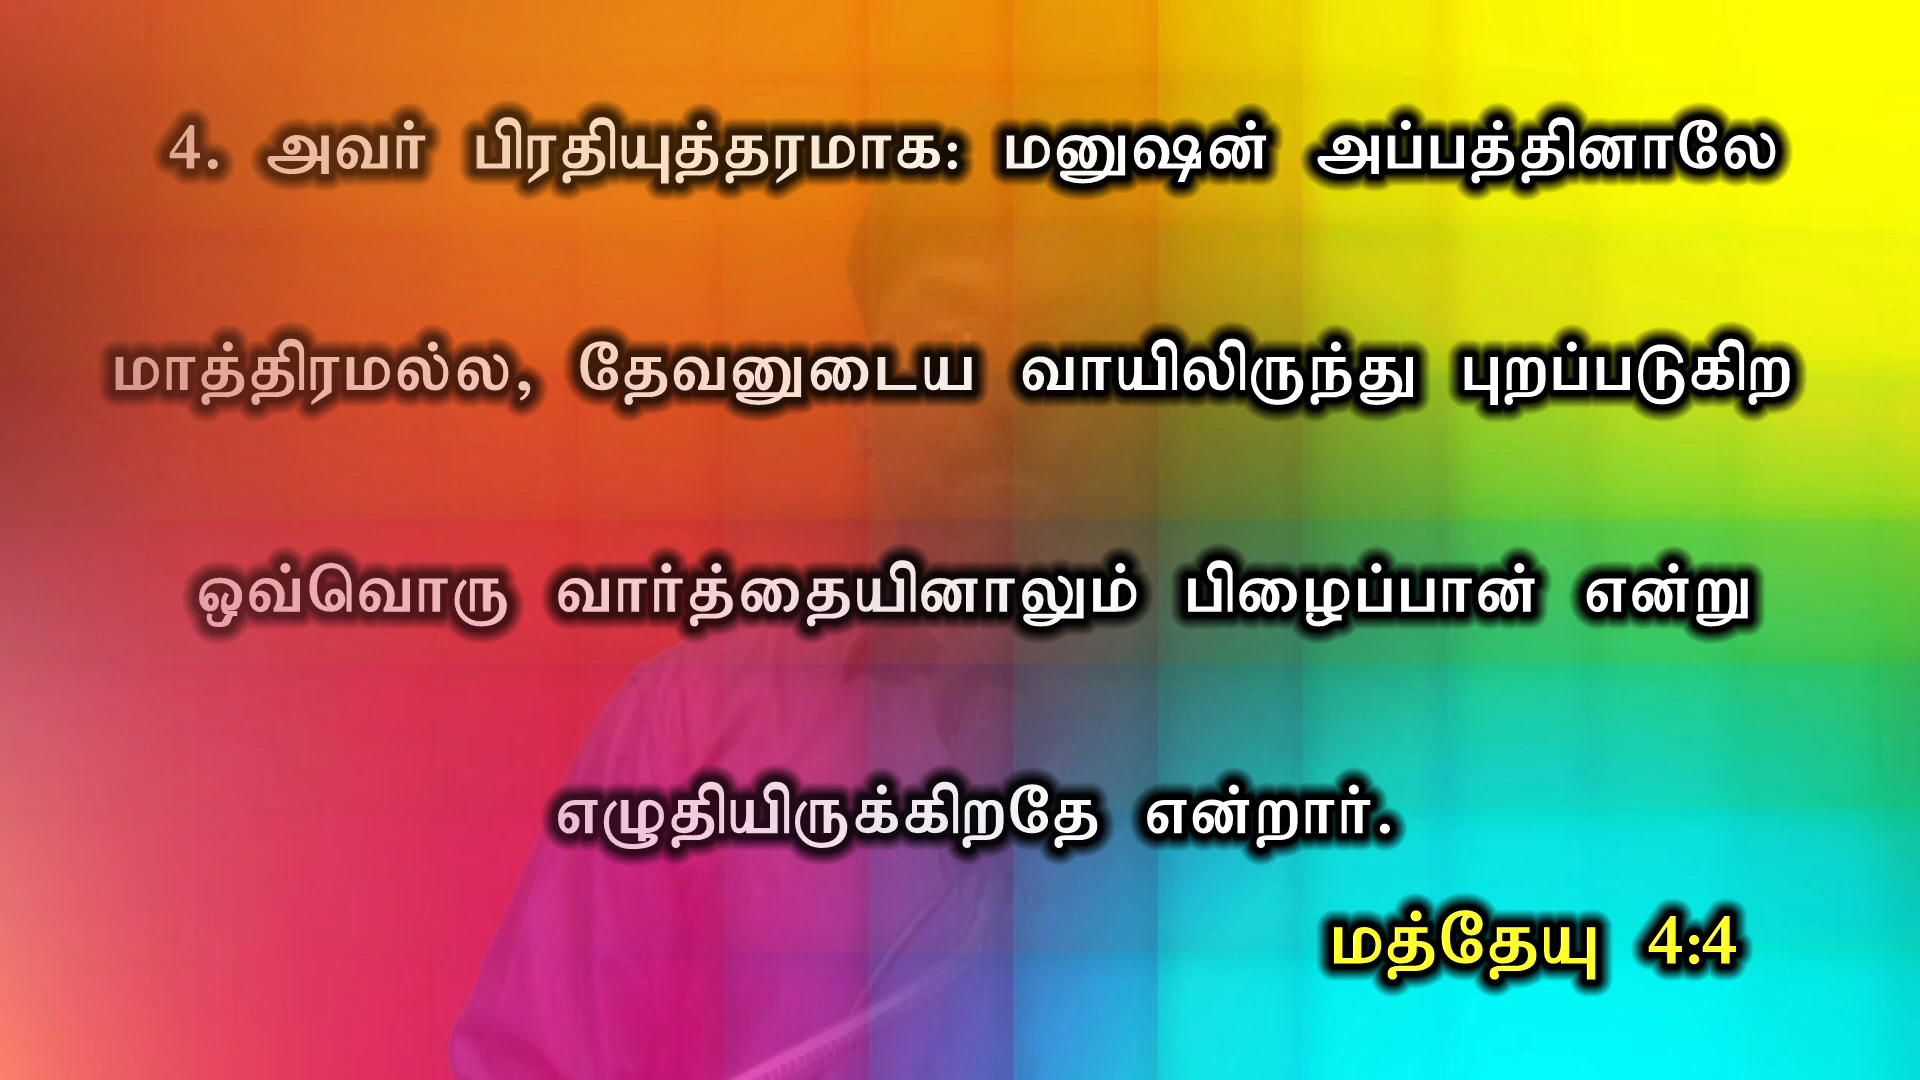 4. அவர் பிரதியுத்தரமாக: மனுஷன் அப்பத்தினாலே
மாத்திரமல்ல, தேவனுடைய வாயிலிருந்து புறப்படுகிற
ஒவ்வொரு வார்த்தையினாலும் பிழைப்பான் என்று
எழுதியிருக்கிறதே என்றார்.
மத்தேயு 4:4